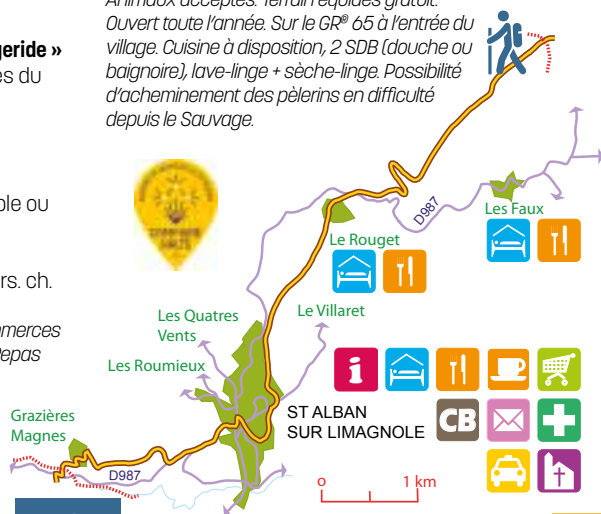 geride »
es du
ole ou
rs. ch.
mmerces
Repas
Animaux acceptés. Terrain équidés gratuit.
Ouvert toute l'année. Sur le GR® 65 à l'entrée du
village. Cuisine à disposition, 2 SDB (douche ou
baignoire), lave-linge + sèche-linge. Possibilité
d'acheminement des pèlerins en difficulté
depuis le Sauvage.
D987
Les Faux
Le Rouget
Les Quatre
Vents
Le Villaret
Les Roumieux
i
ST ALBAN
SUR LIMAGNOLE
CB
Grazières
Magnes
D987
0 1 km